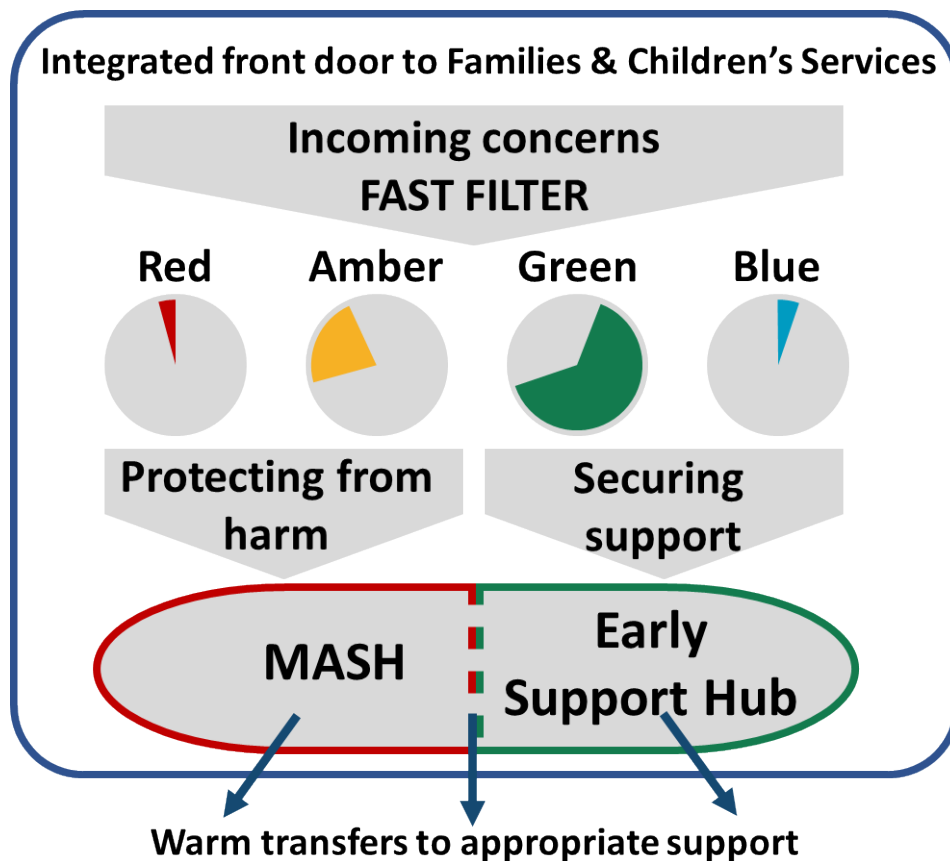 Integrated front door to Families & Children's Services
Incoming concerns
FAST FILTER
Red Amber Green Blue
Protecting from
harm
Securing
support
MASH
Early
Support Hub
Warm transfers to appropriate support